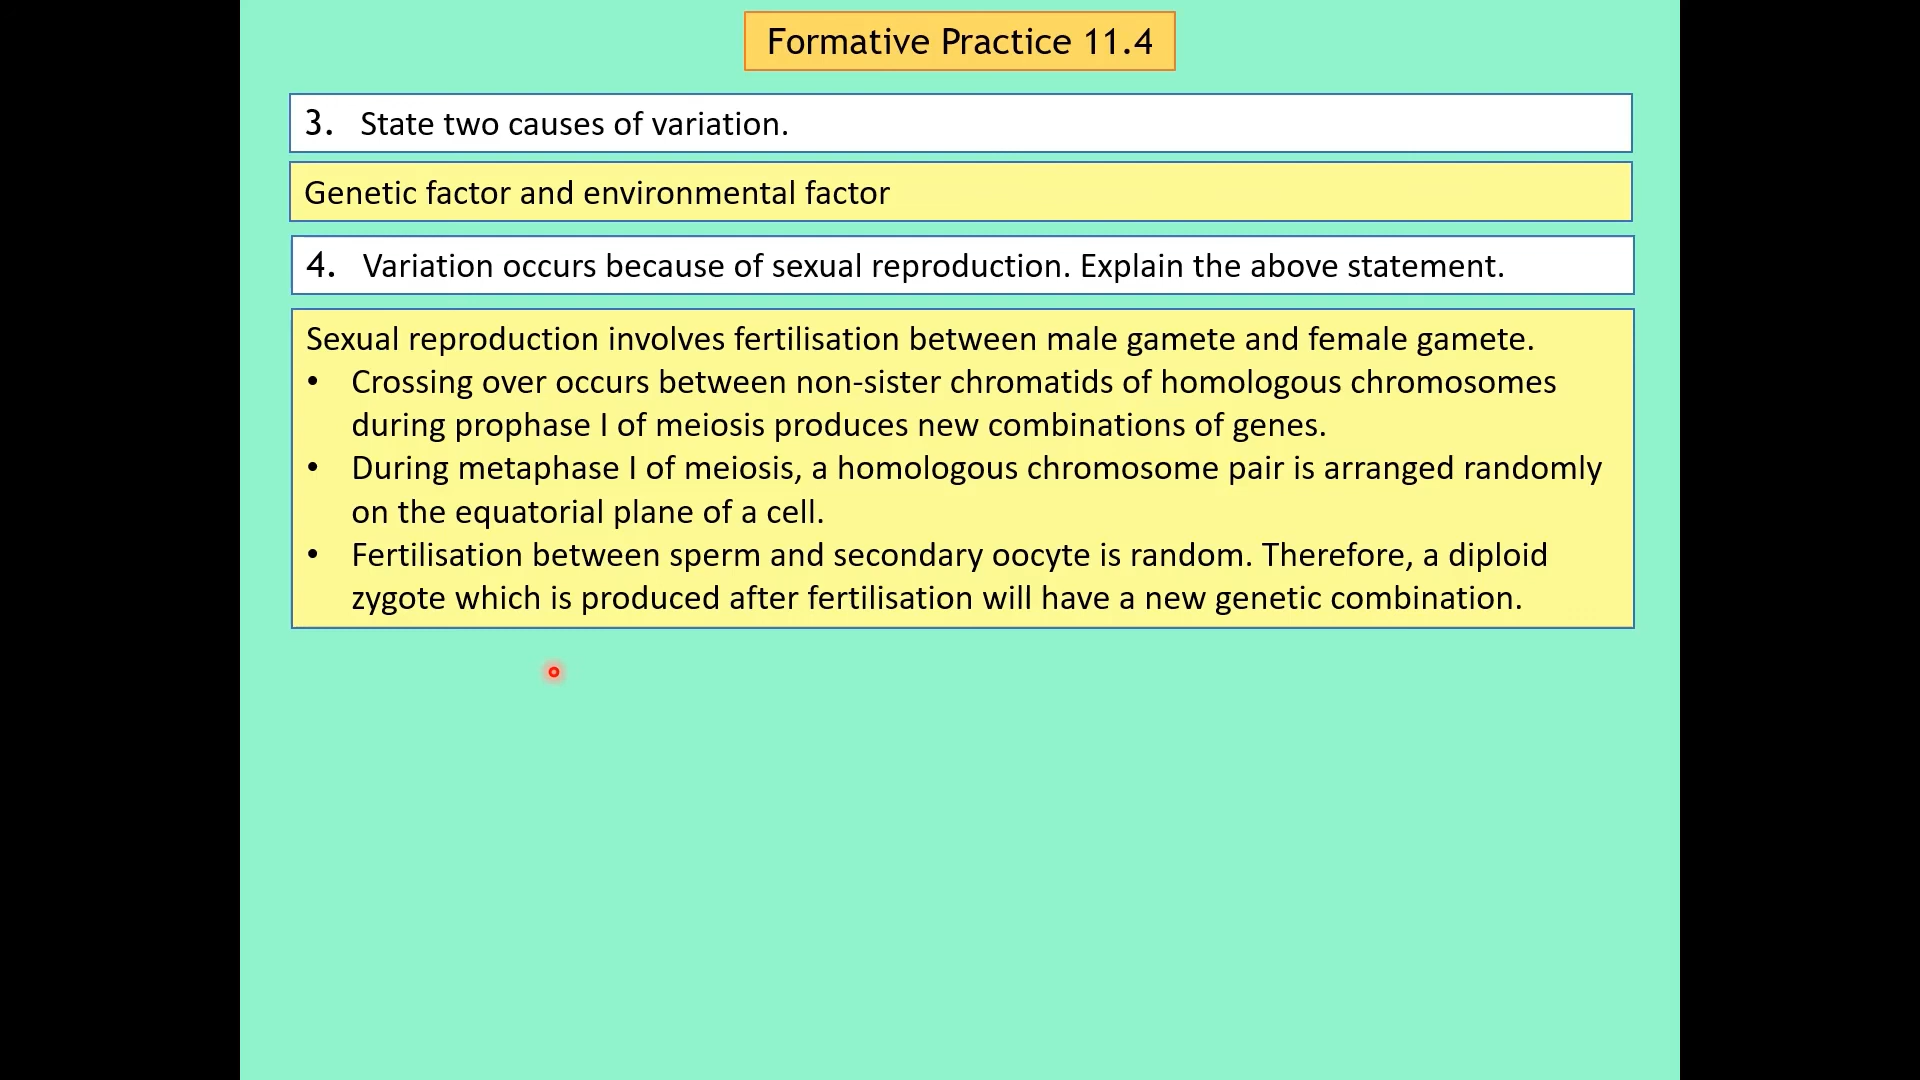 Formative Practice 11.4
3. State two causes of variation.
Genetic factor and environmental factor
4. Variation occurs because of sexual reproduction. Explain the above statement.
Sexual reproduction involves fertilisation between male gamete and female gamete.
• Crossing over occurs between non-sister chromatids of homologous chromosomes
during prophase I of meiosis produces new combinations of genes.
• During metaphase I of meiosis, a homologous chromosome pair is arranged randomly
on the equatorial plane of a cell.
• Fertilisation between sperm and secondary oocyte is random. Therefore, a diploid
zygote which is produced after fertilisation will have a new genetic combination.